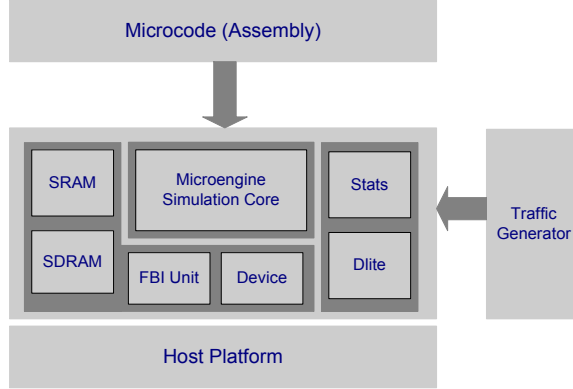 Microcode (Assembly)
SRAM
Microengine
Simulation Core
Stats
SDRAM
FBI Unit
Device
Dlite
Traffic
Generator
Host Platform